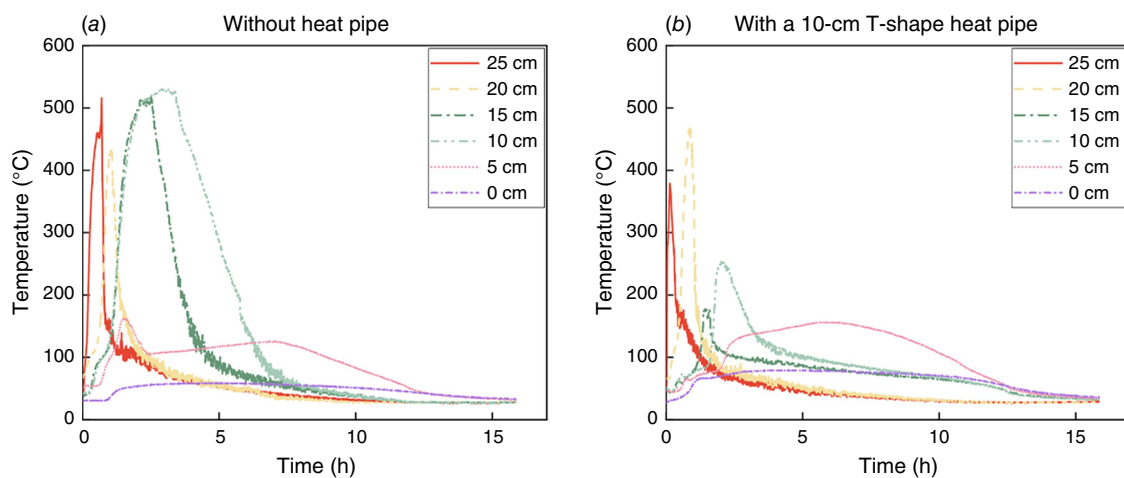 (a) Without heat pipe
600
500
400
300
200
100
0
Temperature (°C)
0 5 10 15
Time (h)
25 cm
20 cm
15 cm
10 cm
5 cm
0 cm
(b) With a 10-cm T-shape heat pipe
600
500
400
300
200
100
0
Temperature (°C)
0 5 10 15
Time (h)
25 cm
20 cm
15 cm
10 cm
5 cm
0 cm